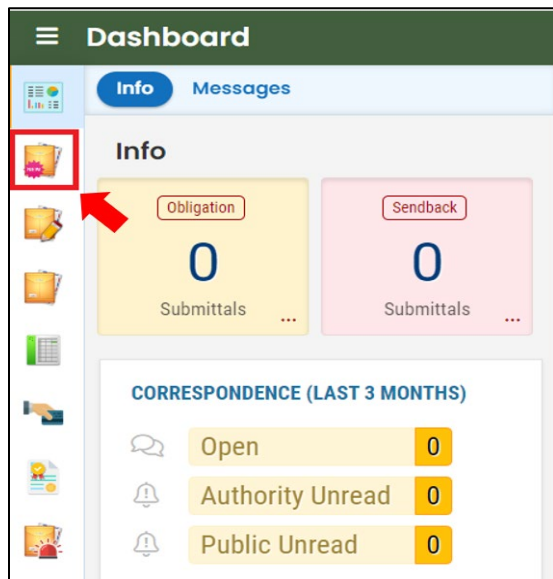 Dashboard
Info Messages
Info
Obligation Sendback
0 0
Submittals ... Submittals ...
CORRESPONDENCE (LAST 3 MONTHS)
Open 0
Authority Unread 0
Public Unread 0